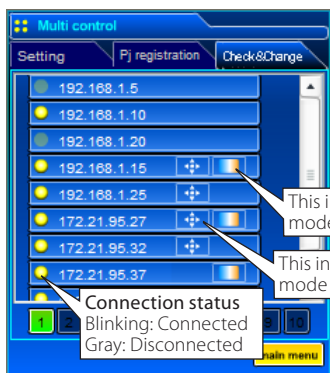 Multi control
Setting Pj registration Check&Change
192.168.1.5
192.168.1.10
192.168.1.20
192.168.1.15
192.168.1.25
This i
mode
172.21.95.27
172.21.95.32
This in
mode
172.21.95.37
Connection status
Blinking: Connected
Gray: Disconnected
1 2 9 10
main menu